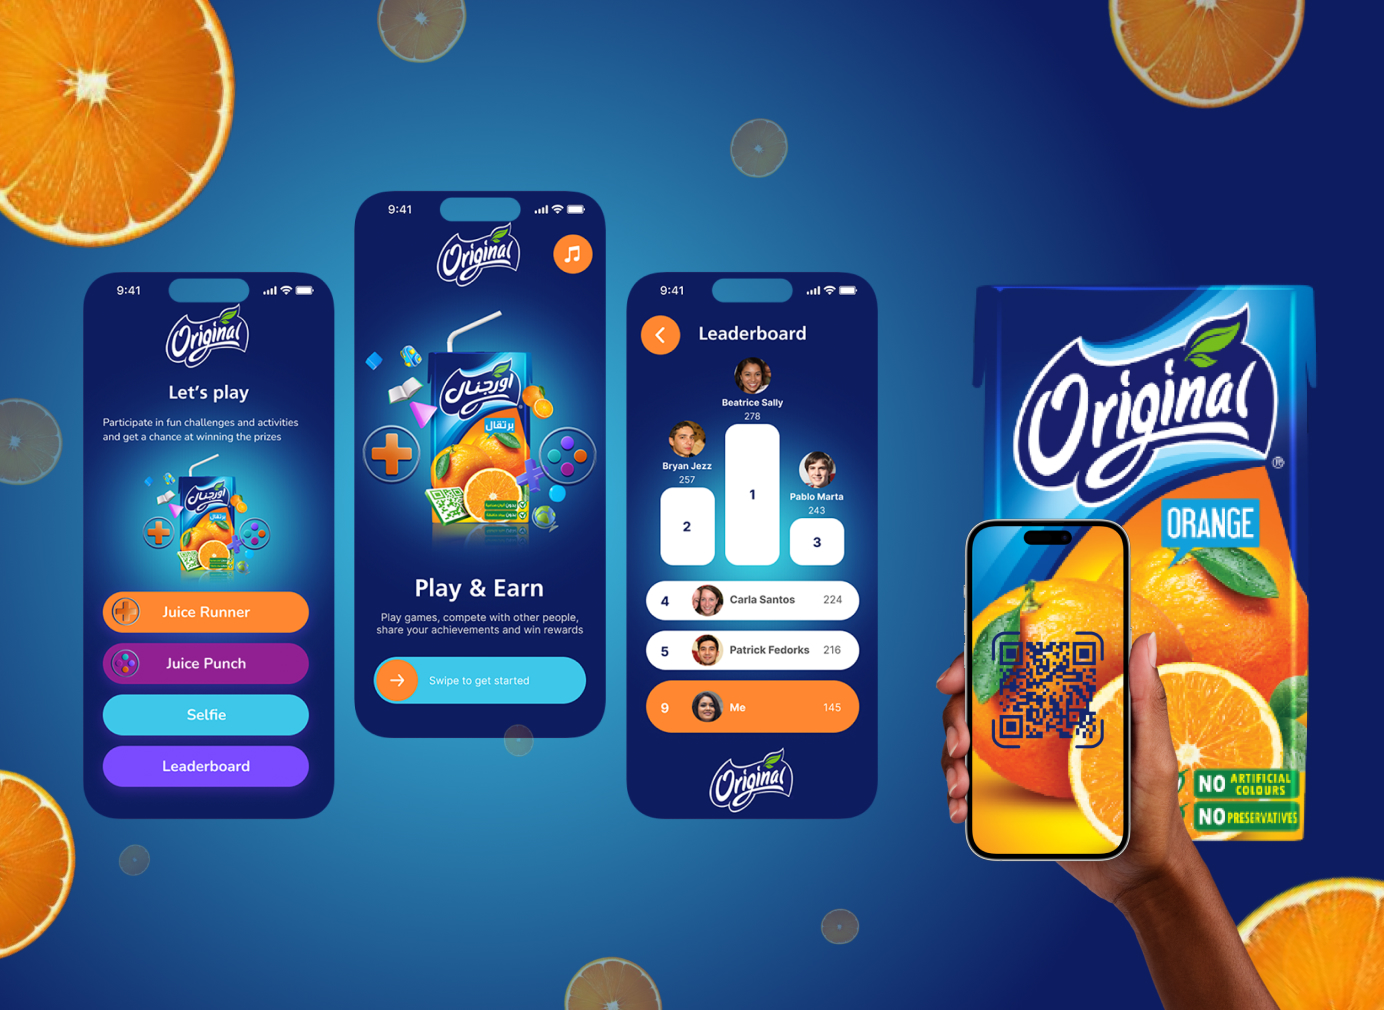 9:41
Original
Let's play
Participate in fun challenges and activities
and get a chance at winning the prizes
اورجنال
برتقال
Juice Runner
Juice Punch
Selfie
Leaderboard
9:41
Original
اورجنال
برتقال
Play & Earn
Play games, compete with other people,
share your achievements and win rewards
Swipe to get started
9:41
Leaderboard
Beatrice Sally
278
Bryan Jezz
257
Pablo Marta
243
1
2
3
4 Carla Santos 224
5 Patrick Fedorks 216
9 Me 145
Original
Original
®
ORANGE
NO ARTIFICIAL
COLOURS
NO PRESERVATIVES